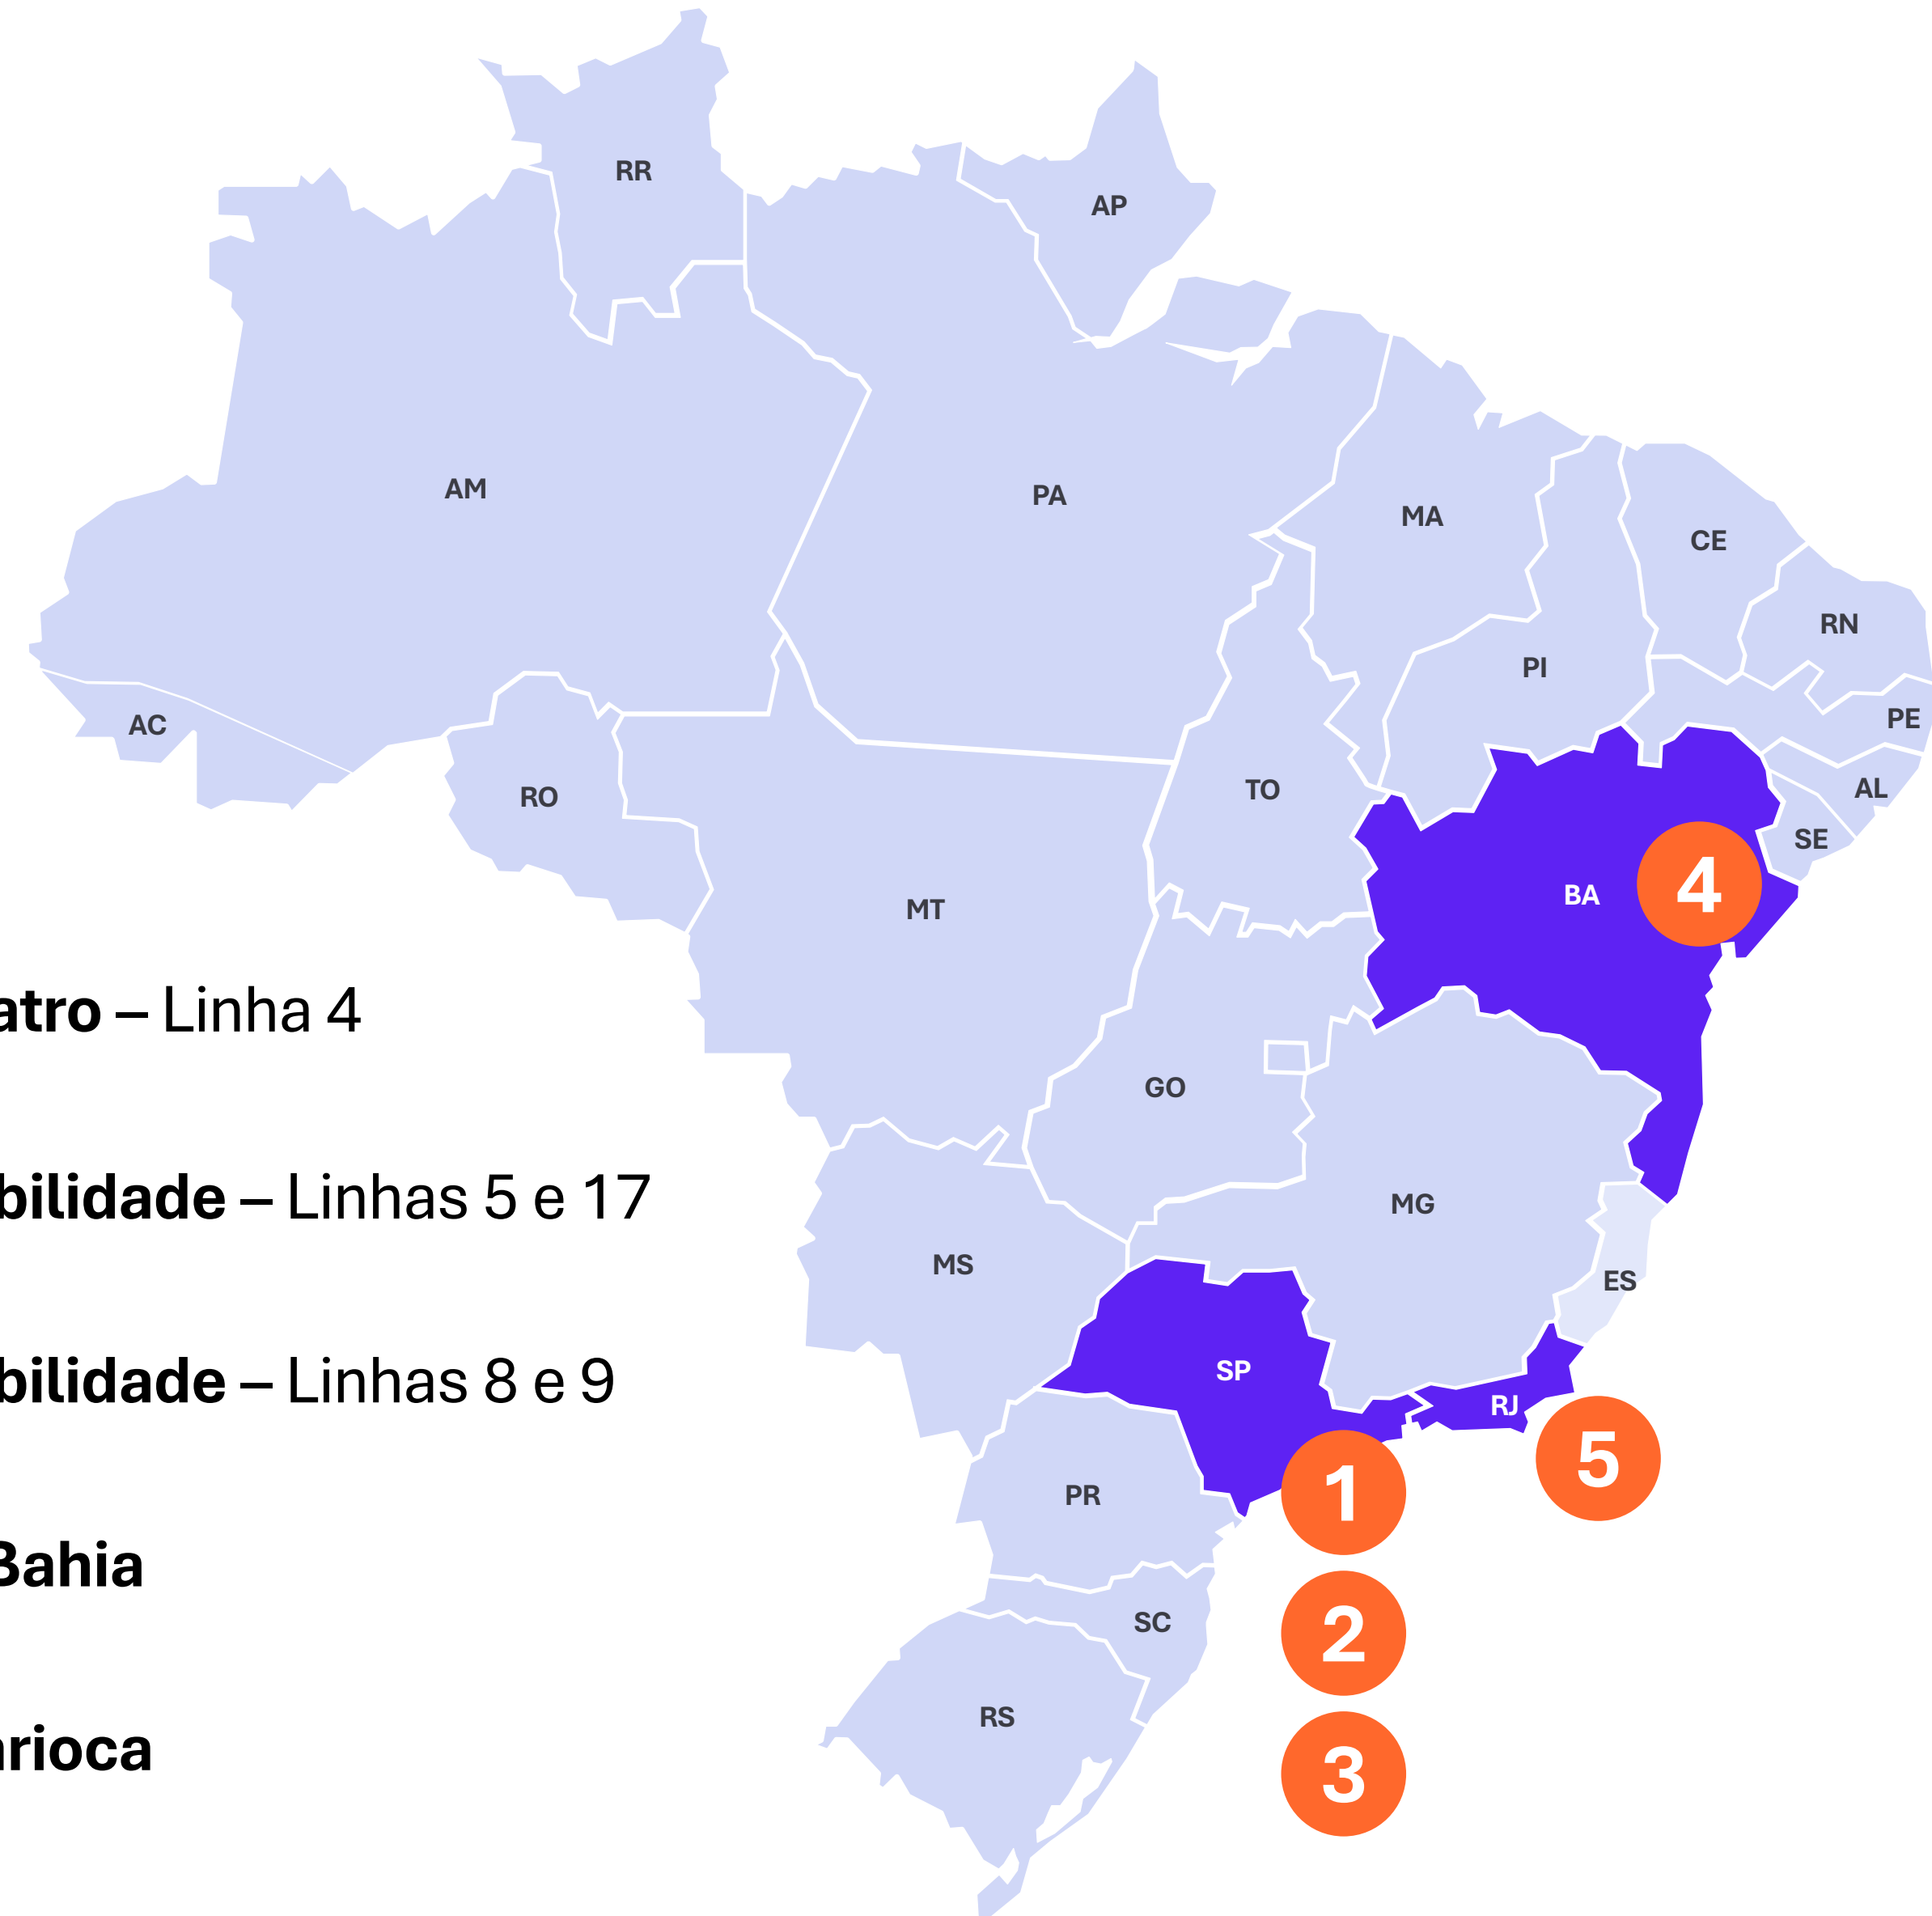 RR
AP
AM
PA
MA
CE
RN
PI
PE
AC
AL
RO
TO
SE
4
BA
MT
atro – Linha 4
GO
bilidade – Linhas 5 e 17
MG
MS
ES
bilidade – Linhas 8 e 9
SP
RJ
5
1
PR
Bahia
SC
2
RS
arioca
3